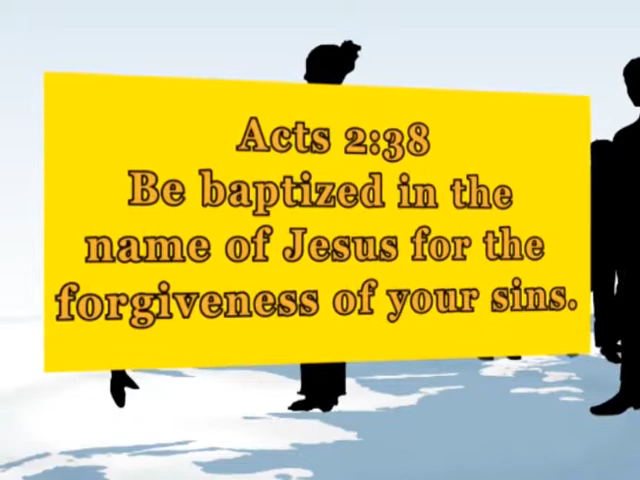 Acts 2:38
Be baptized in the
name of Jesus for the
forgiveness of your sins.